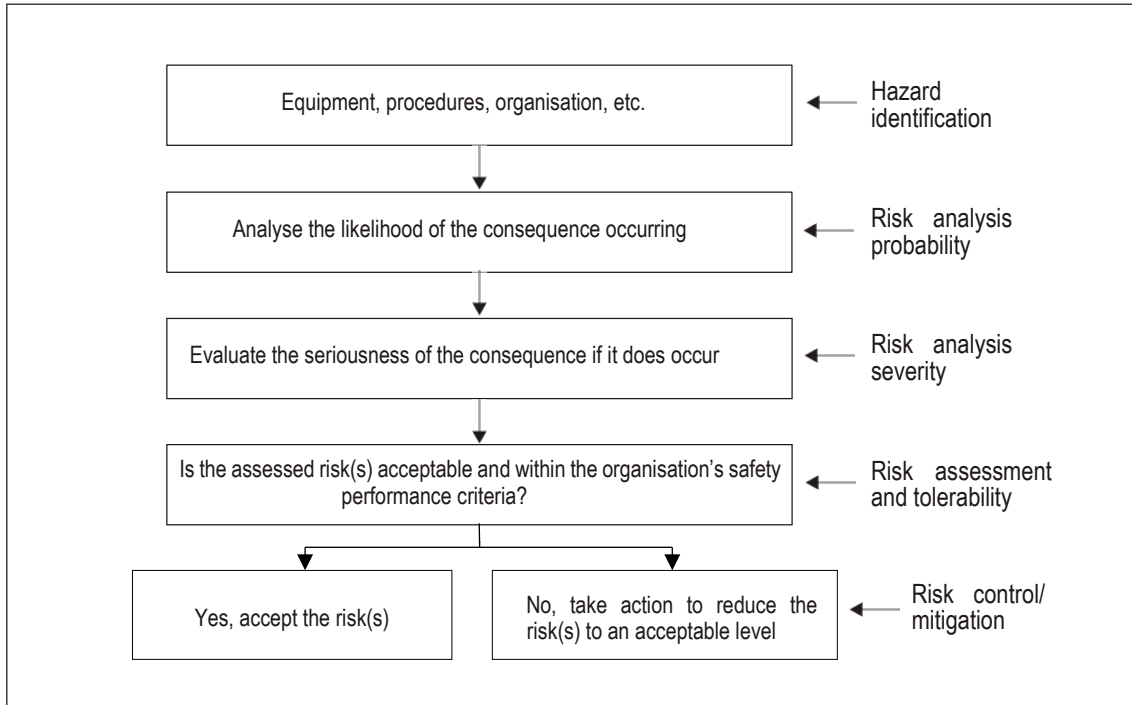 Equipment, procedures, organisation, etc.
Hazard
identification
Analyse the likelihood of the consequence occurring
Risk analysis
probability
Evaluate the seriousness of the consequence if it does occur
Risk analysis
severity
Is the assessed risk(s) acceptable and within the organisation's safety
performance criteria?
Risk assessment
and tolerability
Yes, accept the risk(s)
No, take action to reduce the
risk(s) to an acceptable level
Risk control/
mitigation